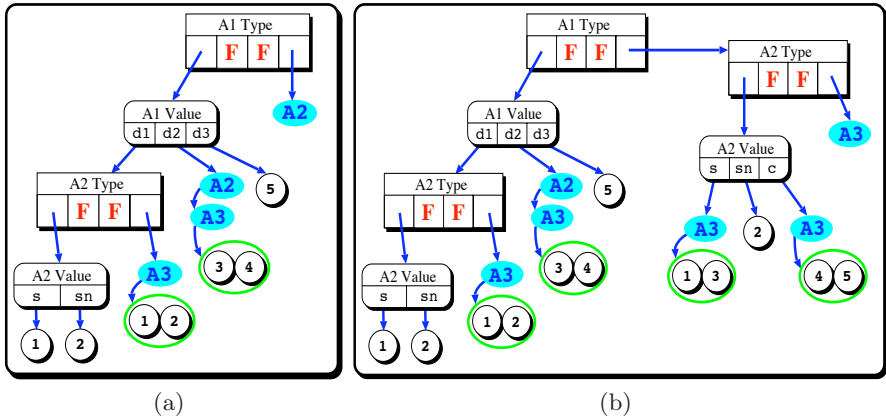 A1 Type
F F
A2
A1 Value
d1 d2 d3
A2 Type
F F
A2
A3
5
A3
3 4
A2 Value
s sn
1 2
1 2
(a)
A1 Type
F F
A2 Type
F F
A3
A1 Value
d1 d2 d3
A2 Type
F F
A2
A3
5
A3
3 4
A2 Value
s sn
1 2
1 2
A2 Value
s sn c
A3
2
A3
1 3
4 5
(b)